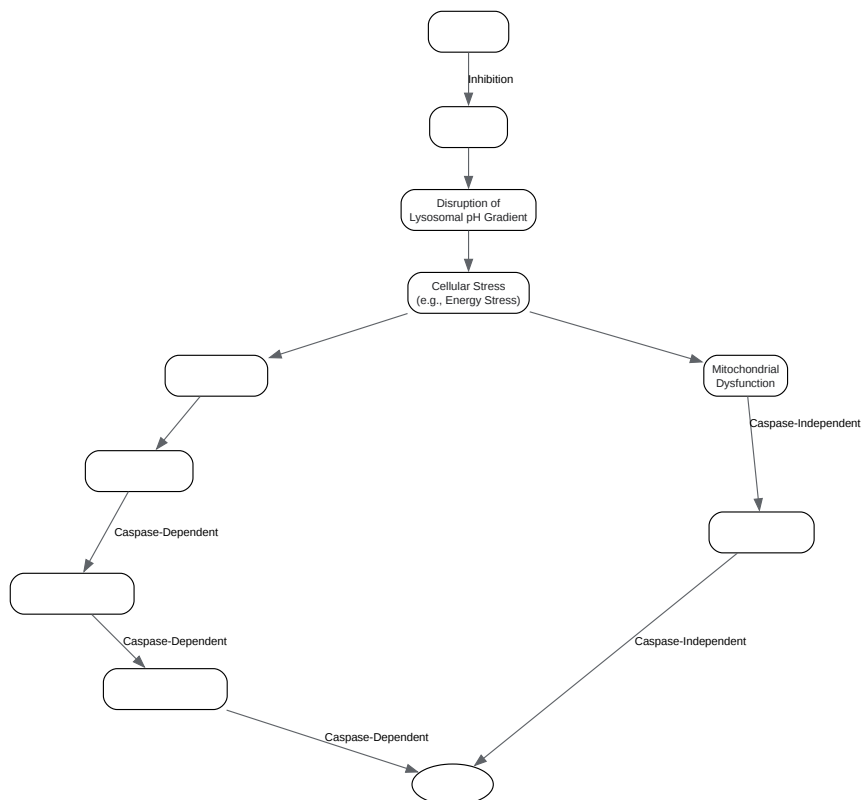 Inhibition
Disruption of
Lysosomal pH Gradient
Cellular Stress
(e.g., Energy Stress)
Mitochondrial
Dysfunction
Caspase-Independent
Caspase-Dependent
Caspase-Dependent
Caspase-Independent
Caspase-Dependent